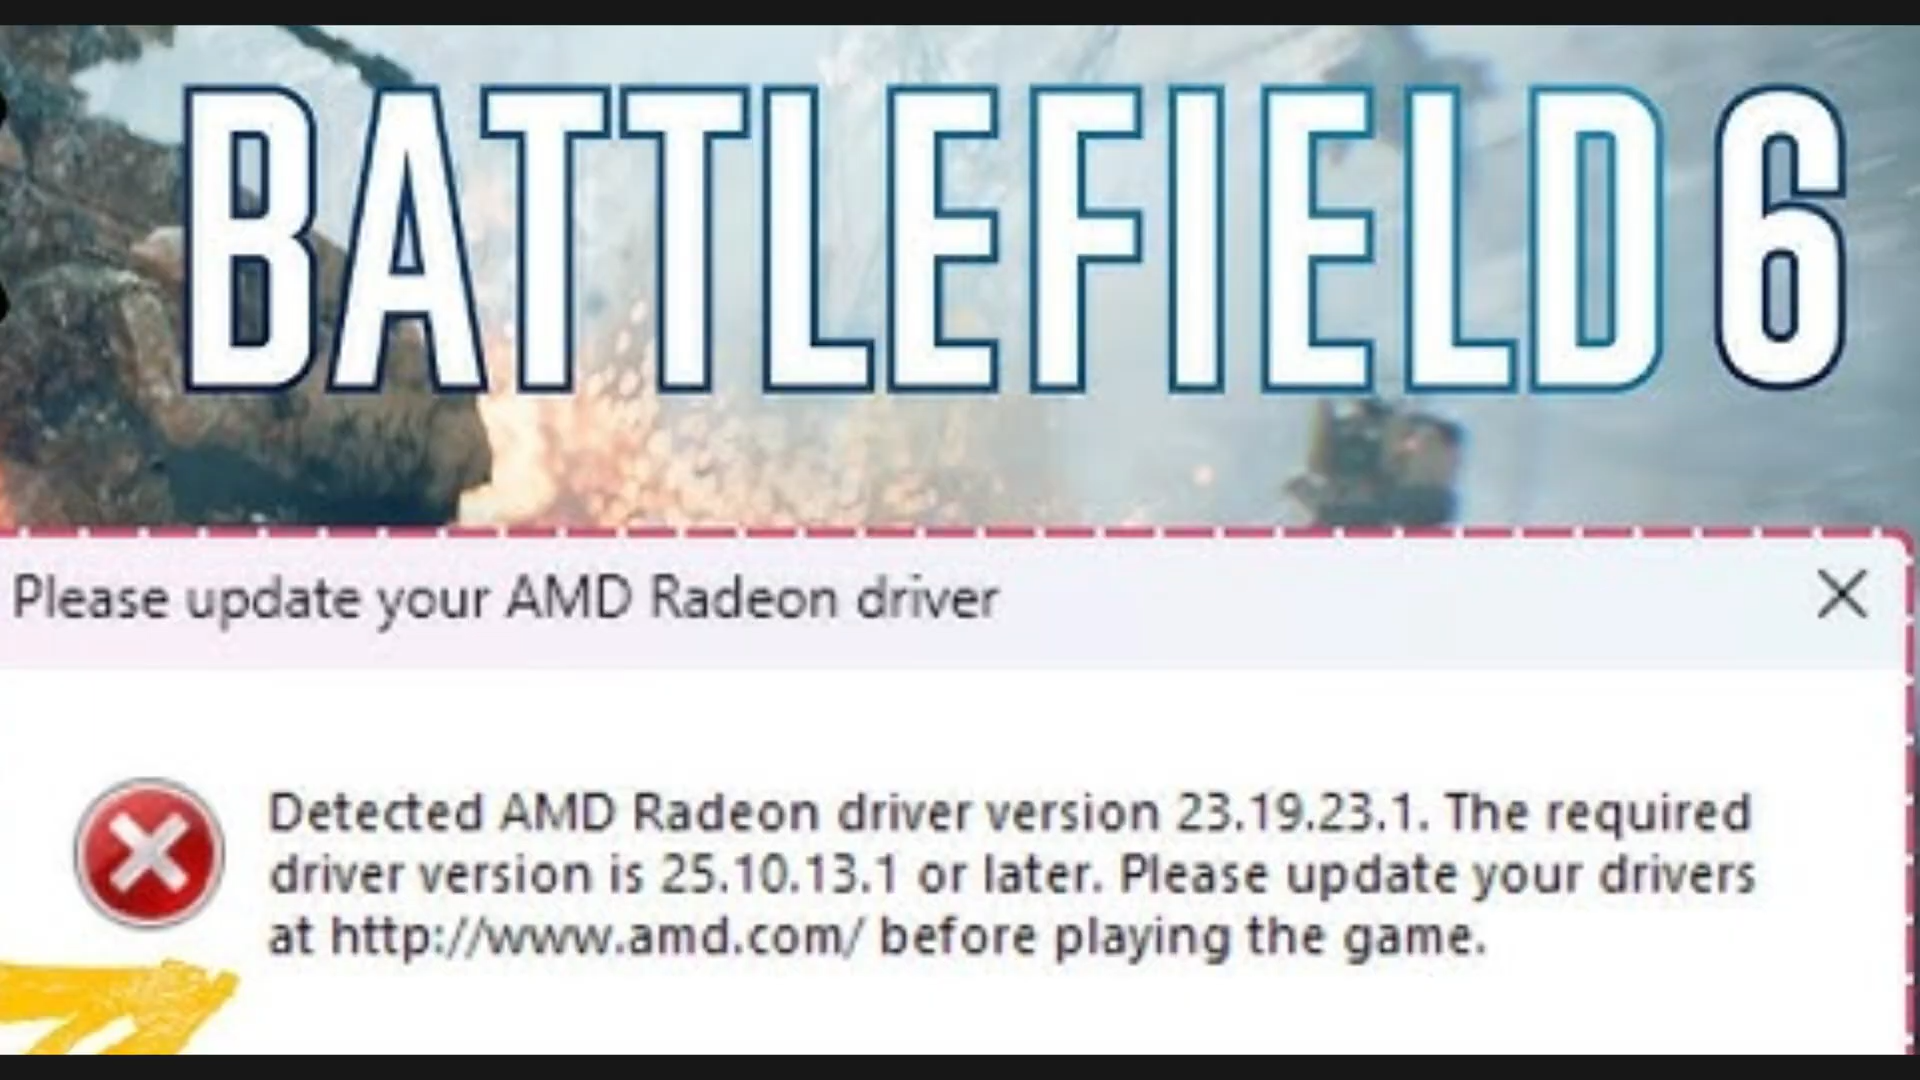 BATTLEFIELD 6
Please update your AMD Radeon driver
Detected AMD Radeon driver version 23.19.23.1. The required
driver version is 25.10.13.1 or later. Please update your drivers
at http://www.amd.com/ before playing the game.